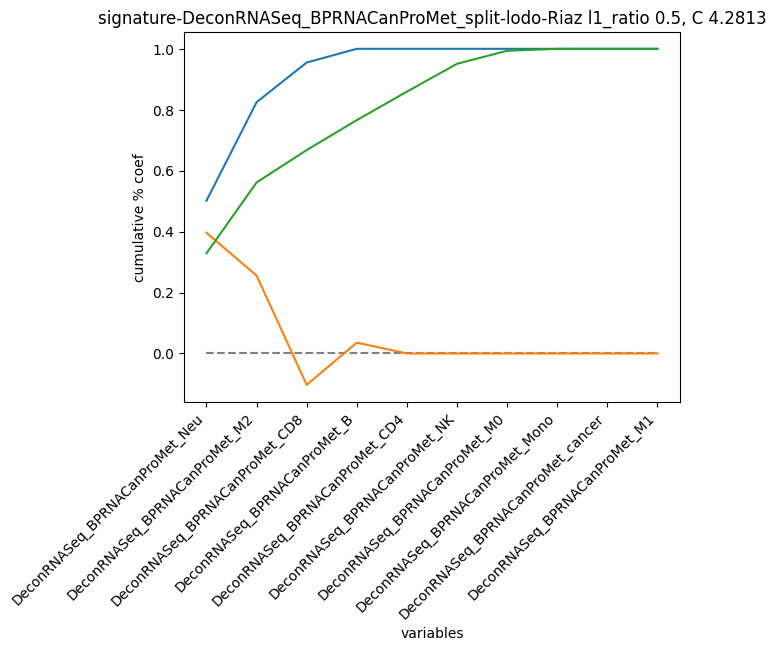 signature-DeconRNASeq_BPRNACanProMet_split-lodo-Riaz l1_ratio 0.5, C 4.2813
1.0
0.8
0.6
0.4
0.2
0.0
cumulative % coef
DeconRNASeq_BPRNACanProMet_Neu
DeconRNASeq_BPRNACanProMet_M2
DeconRNASeq_BPRNACanProMet_CD8
DeconRNASeq_BPRNACanProMet_B
DeconRNASeq_BPRNACanProMet_CD4
DeconRNASeq_BPRNACanProMet_NK
DeconRNASeq_BPRNACanProMet_M0
DeconRNASeq_BPRNACanProMet_Mono
DeconRNASeq_BPRNACanProMet_cancer
DeconRNASeq_BPRNACanProMet_M1
variables